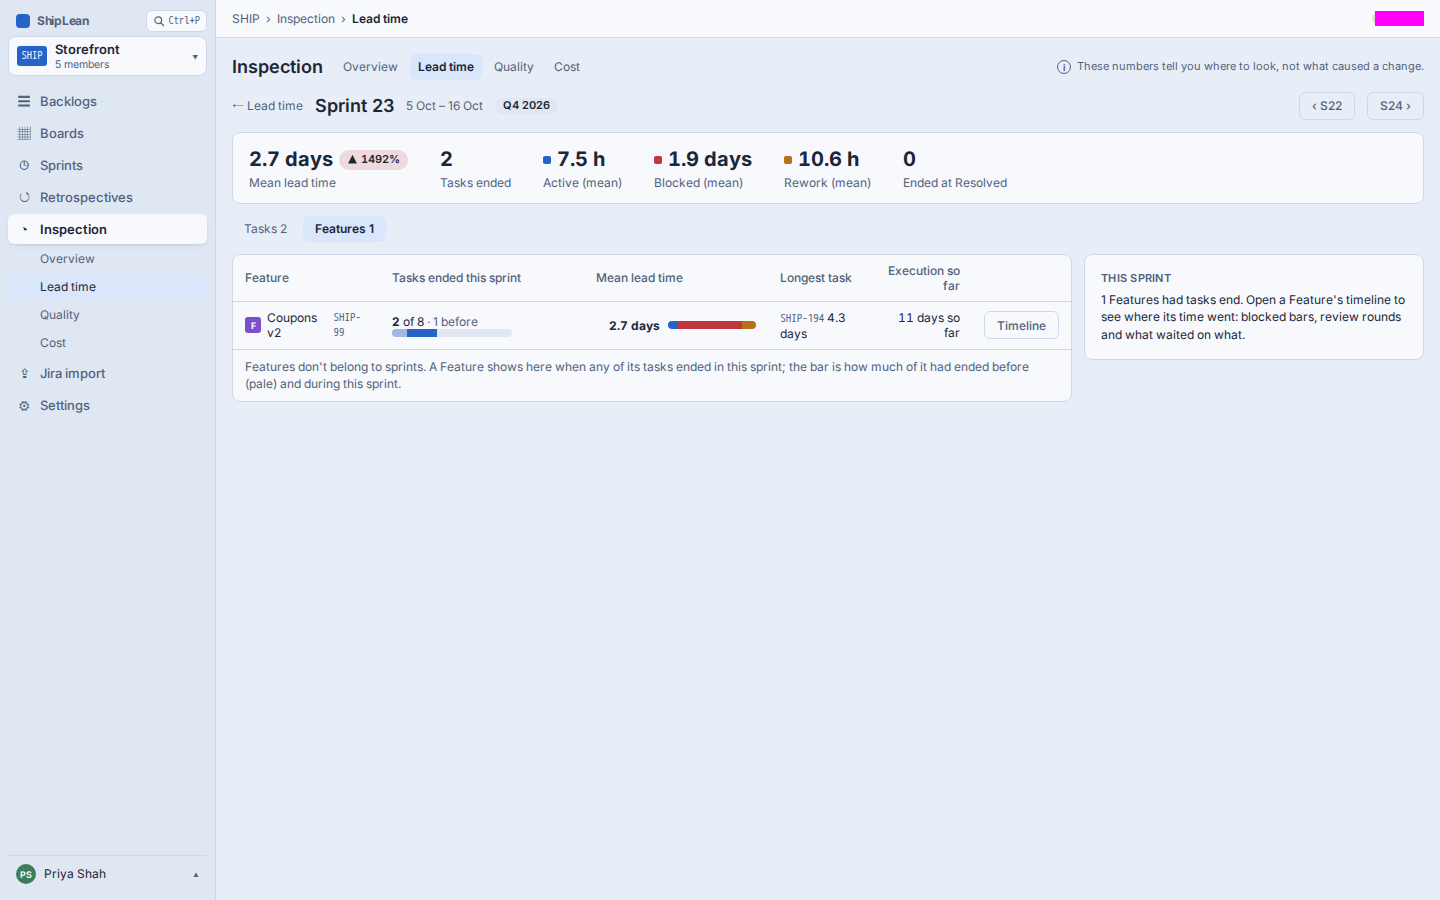 ShipLean
Ctrl+P
SHIP
Storefront
5 members
Backlogs
Boards
Sprints
Retrospectives
Inspection
Overview
Lead time
Quality
Cost
Jira import
Settings
PS
Priya Shah
SHIP › Inspection › Lead time
Inspection
Overview
Lead time
Quality
Cost
These numbers tell you where to look, not what caused a change.
← Lead time
Sprint 23
5 Oct – 16 Oct
Q4 2026
‹ S22
S24 ›
2.7 days ▲ 1492%
Mean lead time
2
Tasks ended
7.5 h
Active (mean)
1.9 days
Blocked (mean)
10.6 h
Rework (mean)
0
Ended at Resolved
Tasks 2
Features 1
Feature
Tasks ended this sprint
Mean lead time
Longest task
Execution so
far
F
Coupons
v2
SHIP-
99
2 of 8 · 1 before
2.7 days
SHIP-194 4.3
days
11 days so
far
Timeline
Features don't belong to sprints. A Feature shows here when any of its tasks ended in this sprint; the bar is how much of it had ended before
(pale) and during this sprint.
THIS SPRINT
1 Features had tasks end. Open a Feature's timeline to
see where its time went: blocked bars, review rounds
and what waited on what.